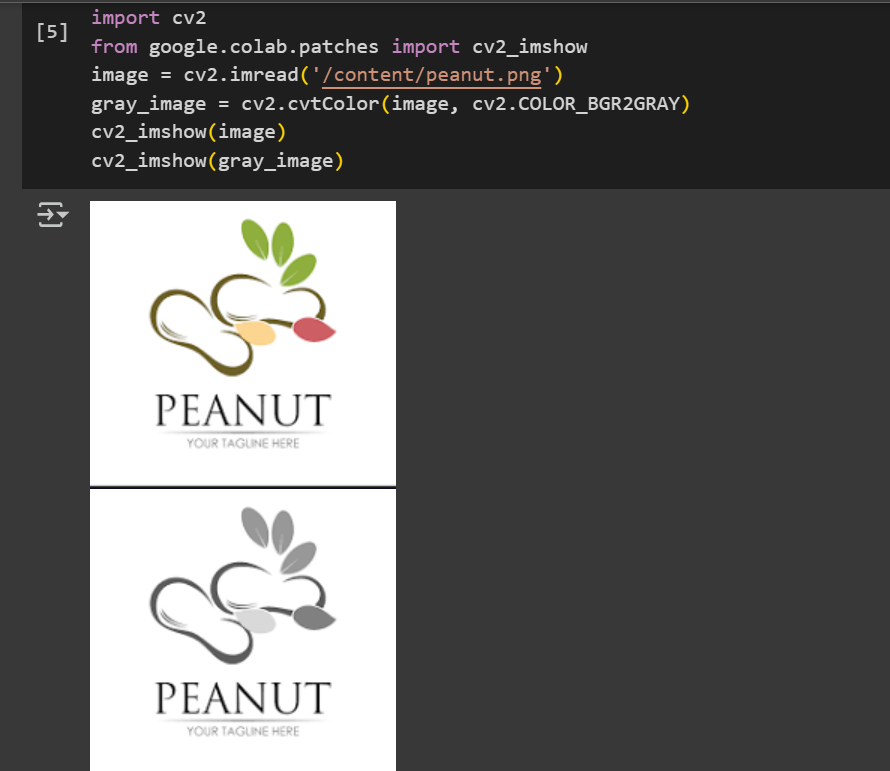 [5]
import cv2
from google.colab.patches import cv2_imshow
image = cv2.imread('/content/peanut.png')
gray_image = cv2.cvtColor(image, cv2.COLOR_BGR2GRAY)
cv2_imshow(image)
cv2_imshow(gray_image)
PEANUT
YOUR TAGLINE HERE
PEANUT
YOUR TAGLINE HERE